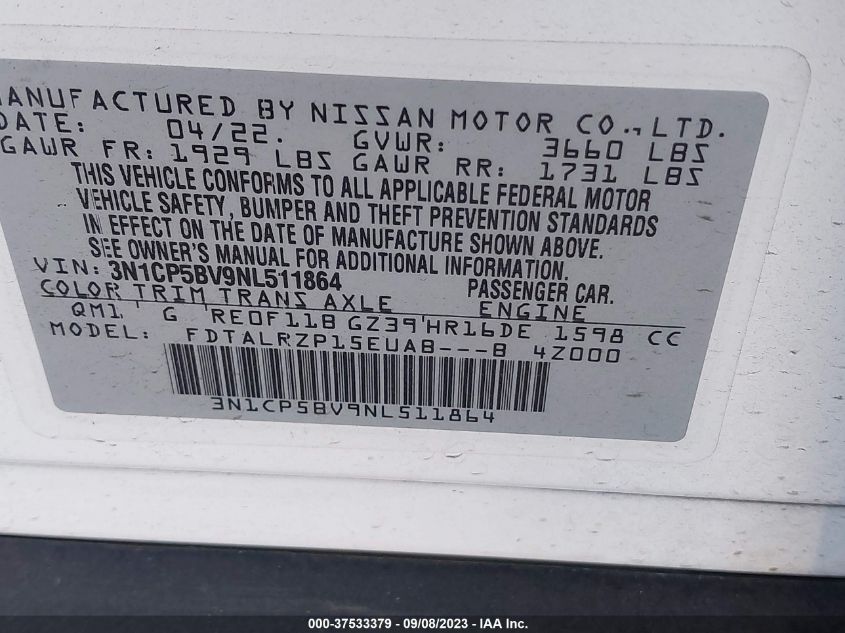 MANUFACTURED BY NISSAN MOTOR CO., LTD.
DATE: 04/22. GVWR: 3660 LBS
GAWR FR: 1929 LBS GAWR RR: 1731 LBS
THIS VEHICLE CONFORMS TO ALL APPLICABLE FEDERAL MOTOR
VEHICLE SAFETY, BUMPER AND THEFT PREVENTION STANDARDS
IN EFFECT ON THE DATE OF MANUFACTURE SHOWN ABOVE.
SEE OWNER'S MANUAL FOR ADDITIONAL INFORMATION.
VIN: 3N1CP5BV9NL511864 PASSENGER CAR.
COLOR TRIM TRANS AXLE ENGINE
QM1 G RE0F11B GZ39 HR16DE 1598 CC
MODEL: FDTALRZP15EUAB---B 4Z000
3N1CP5BV9NL511864
000-37533379 - 09/08/2023 - IAA Inc.